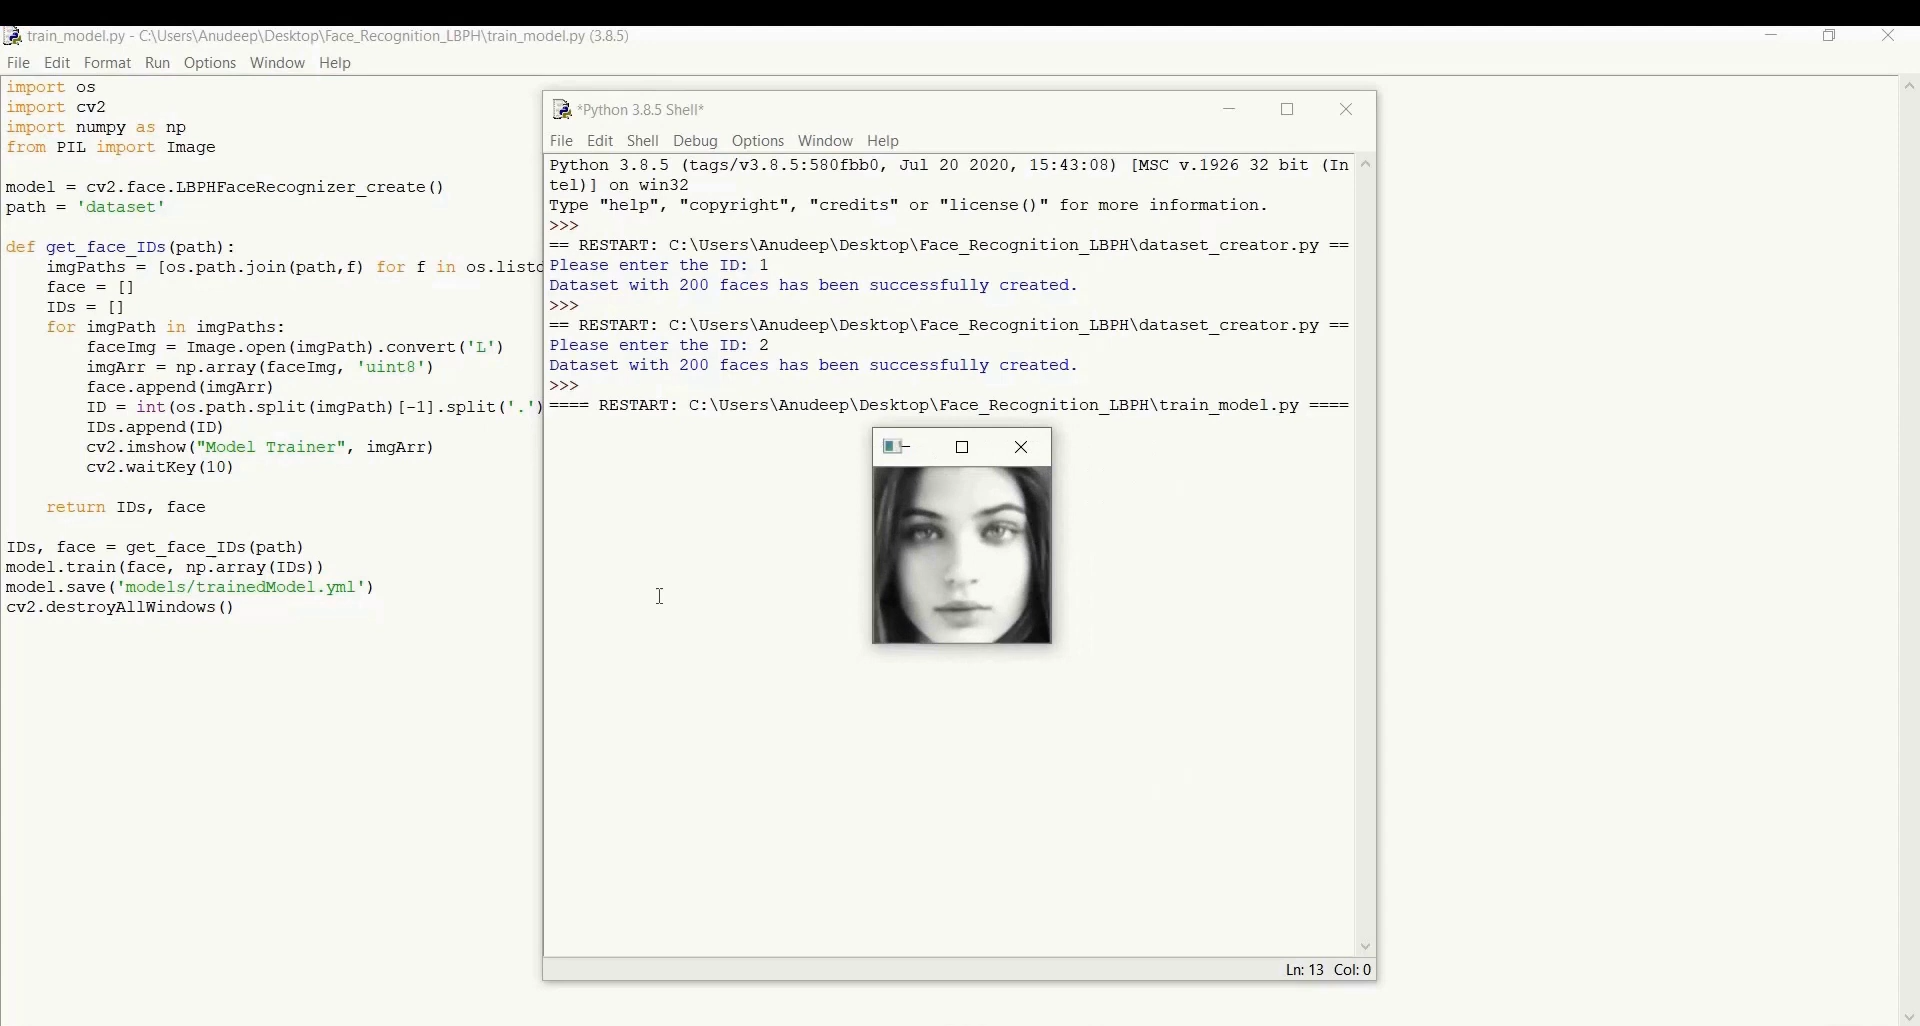 train_model.py - C:\Users\Anudeep\Desktop\Face_Recognition_LBPH\train_model.py (3.8.5)
File Edit Format Run Options Window Help
import os
import cv2
import numpy as np
from PIL import Image
model = cv2.face.LBPHFaceRecognizer_create()
path = 'dataset'
def get_face_IDs(path):
imgPaths = [os.path.join(path,f) for f in
face = []
IDs = []
for imgPath in imgPaths:
faceImg = Image.open(imgPath).convert('L')
imgArr = np.array(faceImg, 'uint8')
face.append(imgArr)
ID = int(os.path.split(imgPath)[-1].split('.')
IDs.append(ID)
cv2.imshow("Model Trainer", imgArr)
cv2.waitKey(10)
return IDs, face
IDs, face = get_face_IDs(path)
model.train(face, np.array(IDs))
model.save('models/trainedModel.yml')
cv2.destroyAllWindows()
*Python 3.8.5 Shell*
File Edit Shell Debug Options Window Help
Python 3.8.5 (tags/v3.8.5:580fbb0, Jul 20 2020, 15:43:08) [MSC v.1926 32 bit (In
tel)] on win32
Type "help", "copyright", "credits" or "license()" for more information.
>>>
== RESTART: C:\Users\Anudeep\Desktop\Face_Recognition_LBPH\dataset_creator.py ==
Please enter the ID: 1
Dataset with 200 faces has been successfully created.
>>>
== RESTART: C:\Users\Anudeep\Desktop\Face_Recognition_LBPH\dataset_creator.py ==
Please enter the ID: 2
Dataset with 200 faces has been successfully created.
>>>
==== RESTART: C:\Users\Anudeep\Desktop\Face_Recognition_LBPH\train_model.py ====
Ln: 13 Col: 0